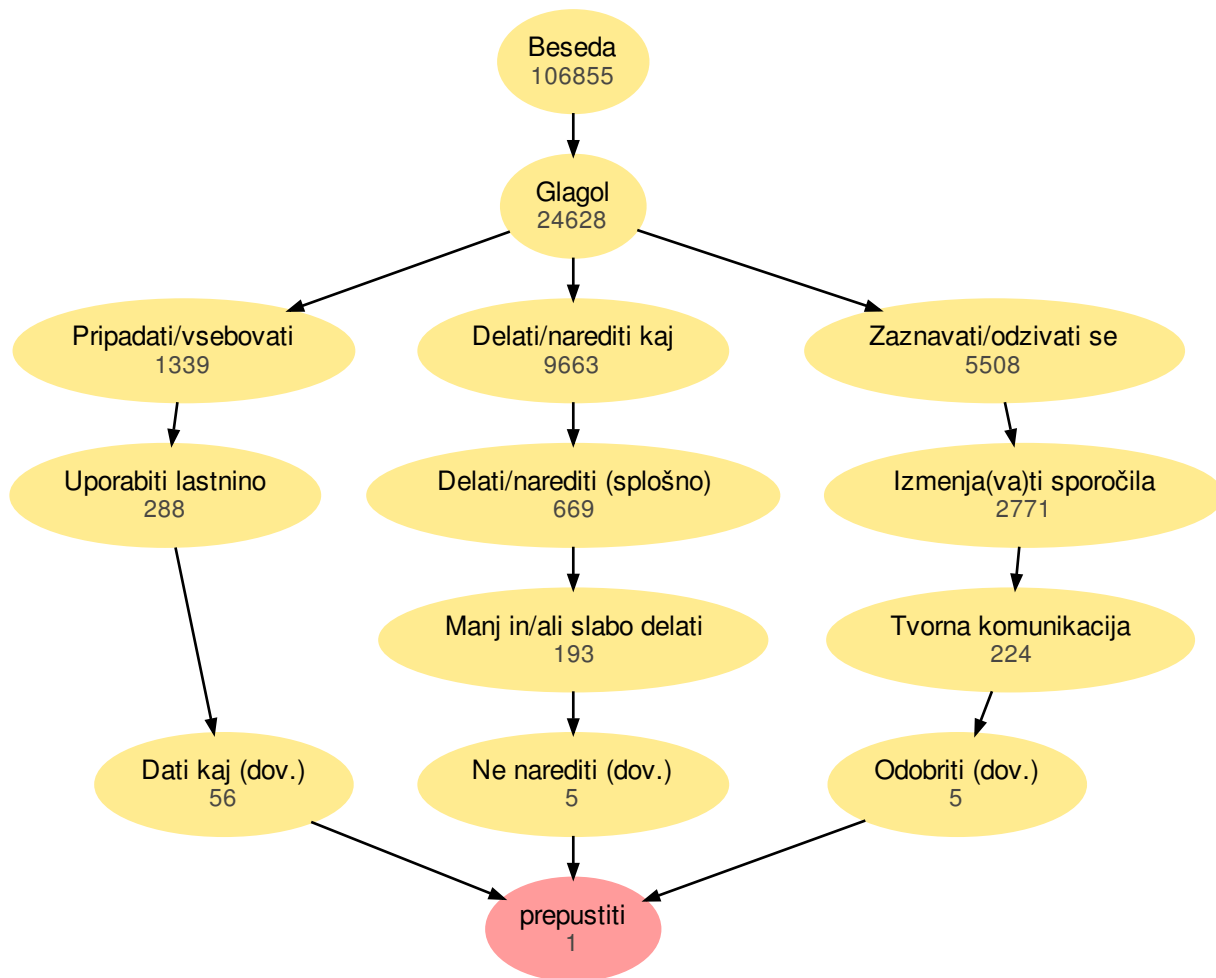 Beseda
106855
Glagol
24628
Pripadati/vsebovati
1339
Delati/narediti kaj
9663
Zaznavati/odzivati se
5508
Uporabiti lastnino
288
Delati/narediti (splošno)
669
Izmenja(va)ti sporočila
2771
Manj in/ali slabo delati
193
Tvorna komunikacija
224
Dati kaj (dov.)
56
Ne narediti (dov.)
5
Odobriti (dov.)
5
prepustiti
1